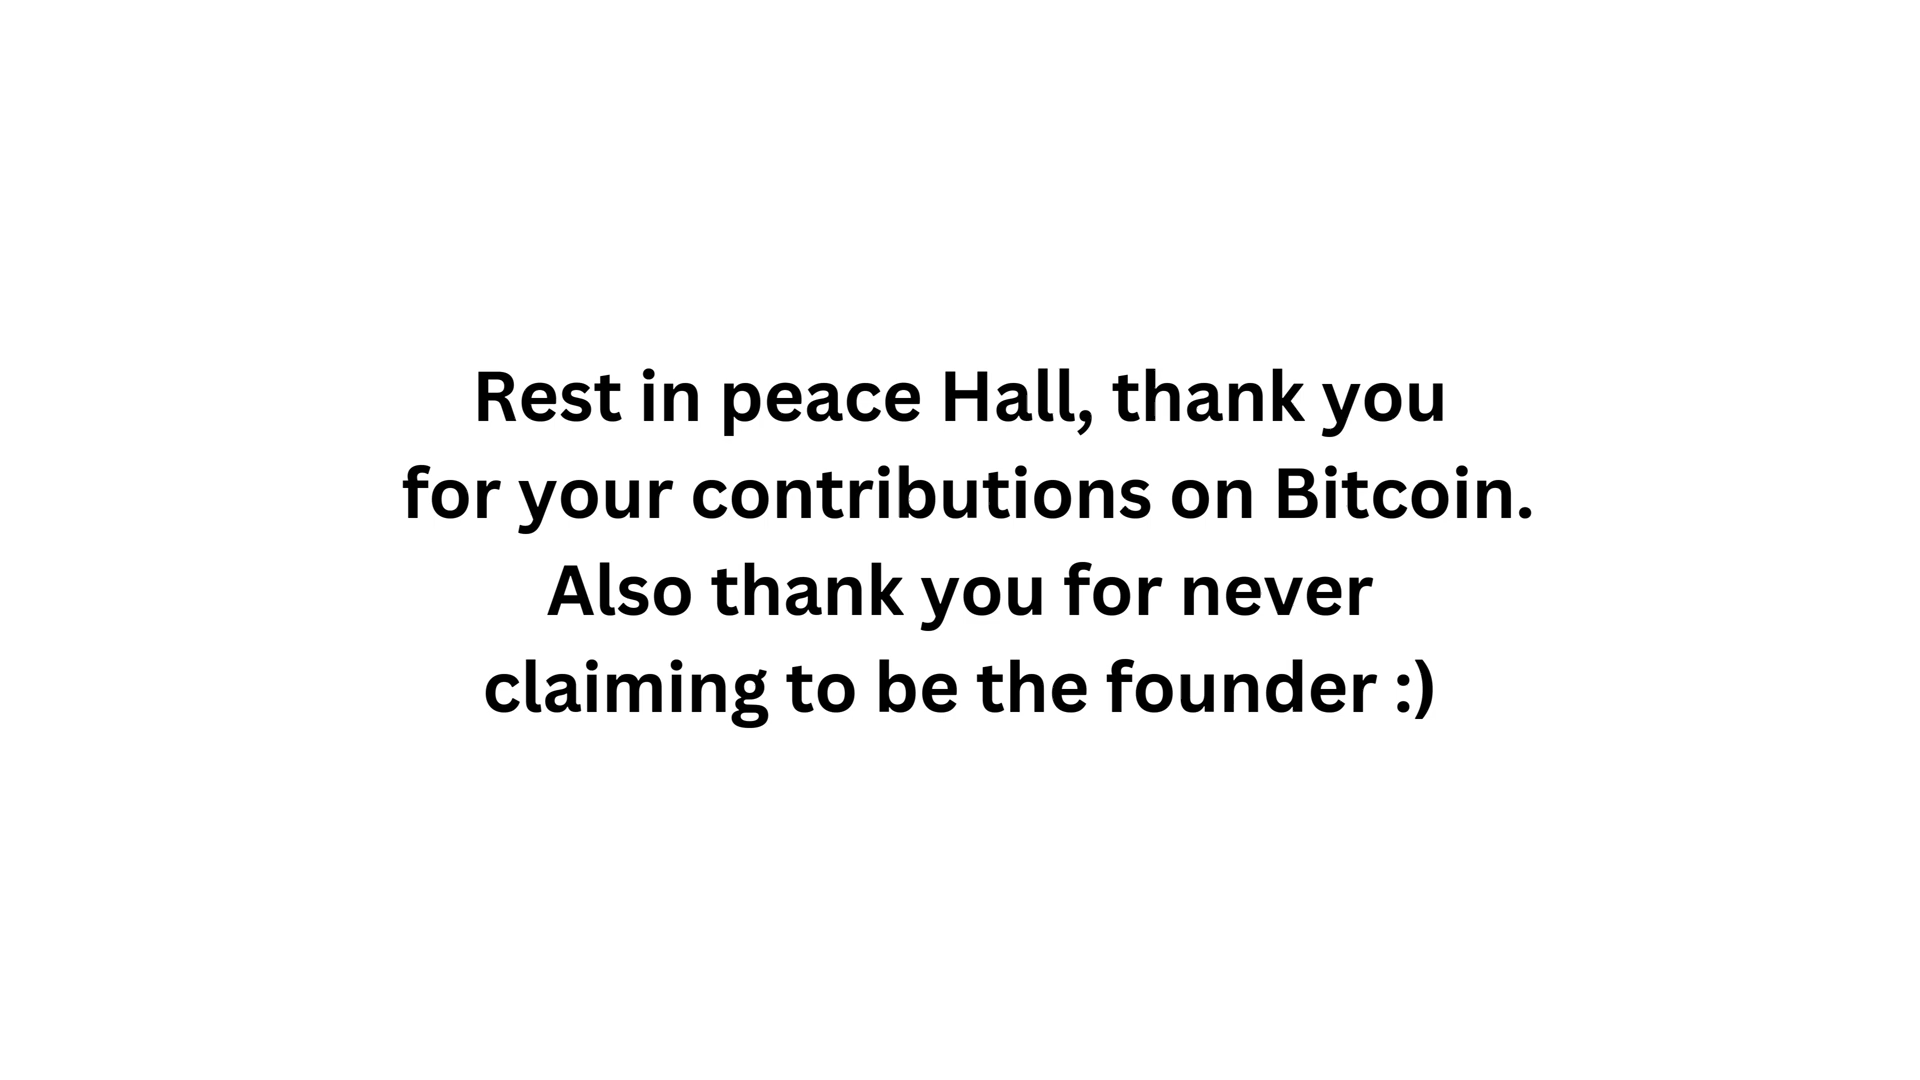 Rest in peace Hall, thank you
for your contributions on Bitcoin.
Also thank you for never
claiming to be the founder :)